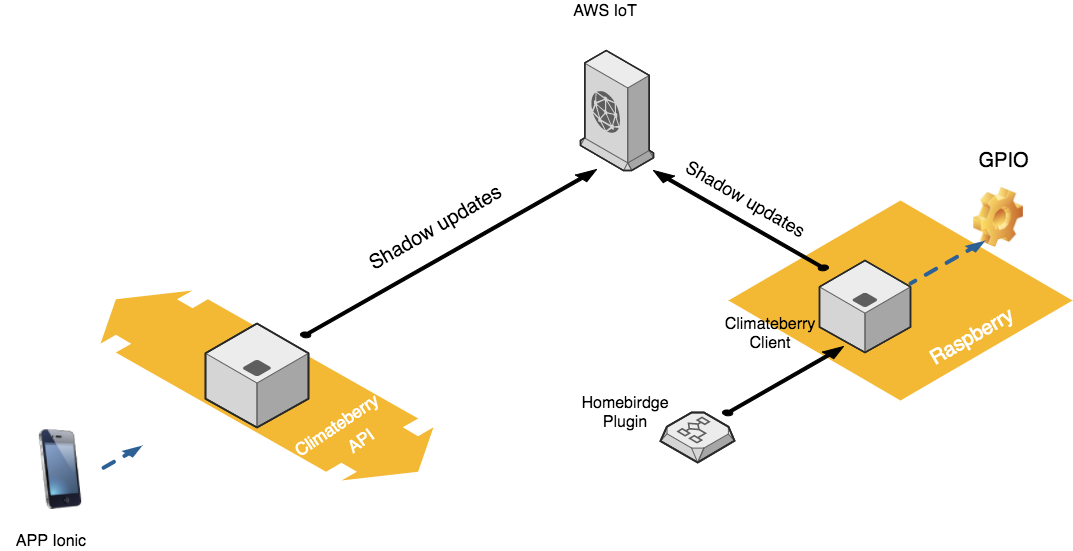 AWS IoT
Shadow updates
Shadow updates
GPIO
Climateberry
Client
Raspberry
Homebirdge
Plugin
Climateberry
API
APP Ionic